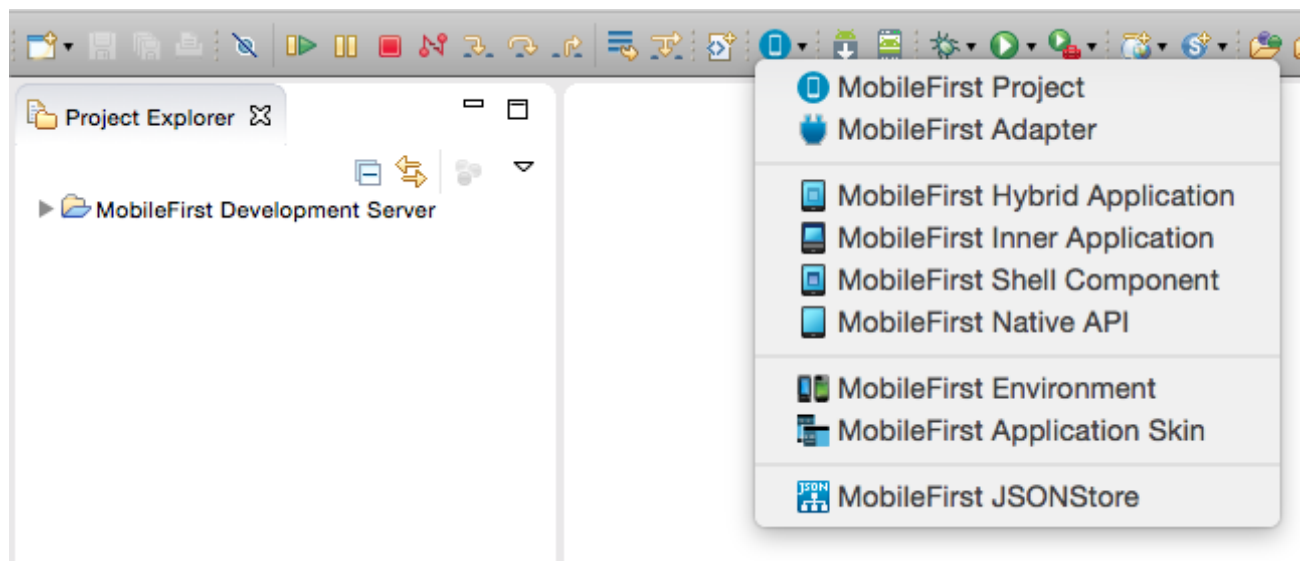 Project Explorer
MobileFirst Development Server
MobileFirst Project
MobileFirst Adapter
MobileFirst Hybrid Application
MobileFirst Inner Application
MobileFirst Shell Component
MobileFirst Native API
MobileFirst Environment
MobileFirst Application Skin
JSON
MobileFirst JSONStore